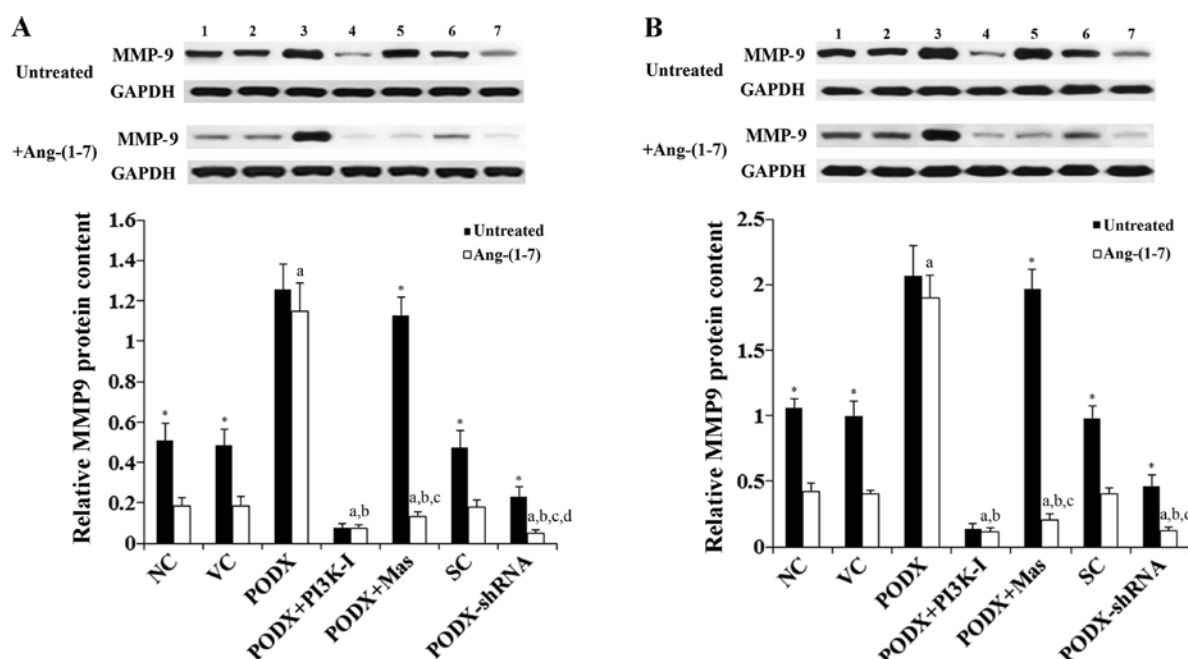 A
1 2 3 4 5 6 7
Untreated
MMP-9
GAPDH
+Ang-(1-7)
MMP-9
GAPDH
Relative MMP9 protein content
1.6
1.4
1.2
1
0.8
0.6
0.4
0.2
0
Untreated
Ang-(1-7)
*
*
a
a,b
*
a,b,c
*
*
a,b,c,d
NC
VC
PODX
PODX+PI3K-I
PODX+Mas
SC
PODX-shRNA
B
1 2 3 4 5 6 7
Untreated
MMP-9
GAPDH
+Ang-(1-7)
MMP-9
GAPDH
Relative MMP9 protein content
2.5
2
1.5
1
0.5
0
Untreated
Ang-(1-7)
*
*
a
a,b
*
a,b,c
*
*
a,b,c
NC
VC
PODX
PODX+PI3K-I
PODX+Mas
SC
PODX-shRNA